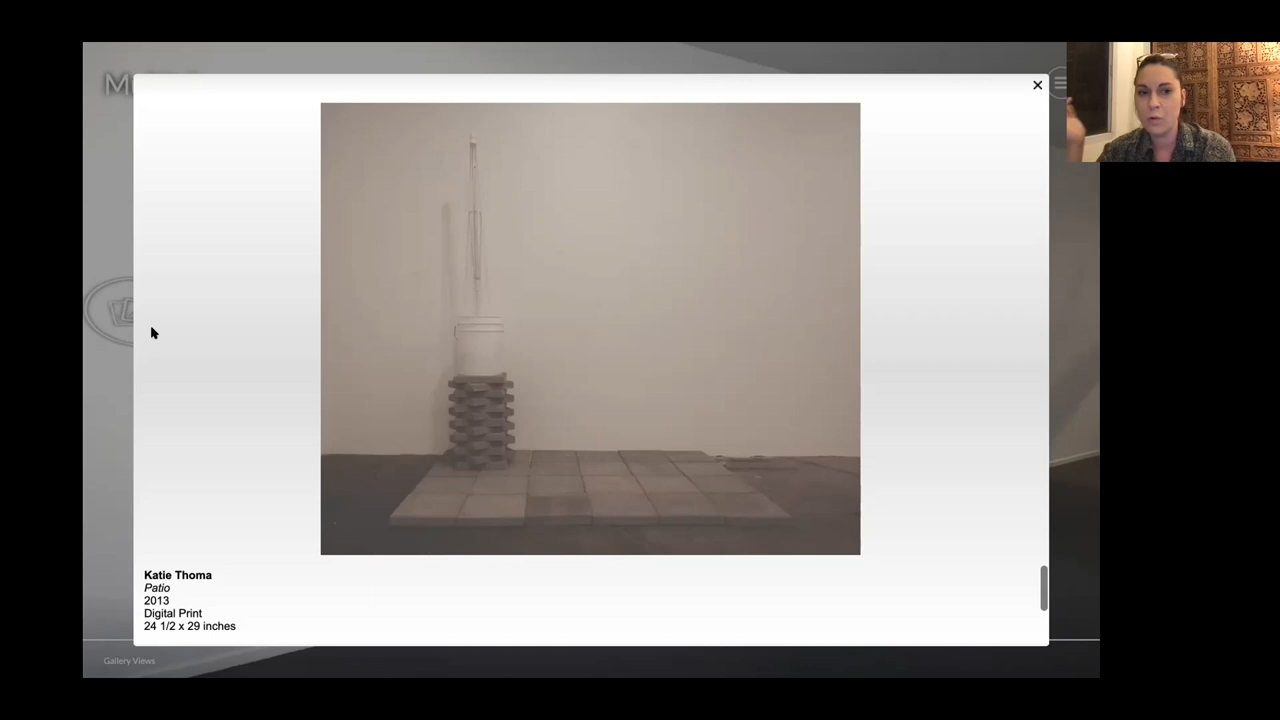 Katie Thoma
Patio
2013
Digital Print
24 1/2 x 29 inches
Gallery Views